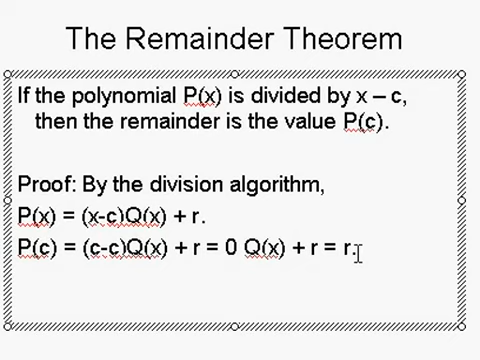 The Remainder Theorem
If the polynomial P(x) is divided by x – c,
then the remainder is the value P(c).
Proof: By the division algorithm,
P(x) = (x-c)Q(x) + r.
P(c) = (c-c)Q(x) + r = 0 Q(x) + r = r.